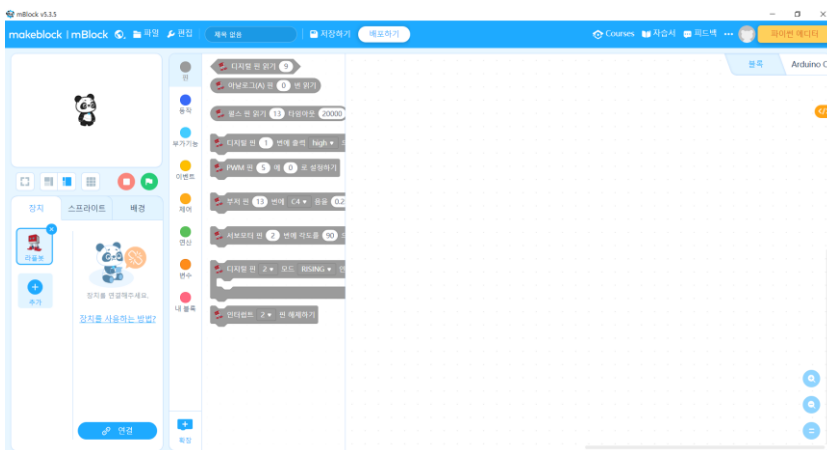 mBlock v5.3.5
makeblock | mBlock 파일 편집 제목 없음 저장하기 배포하기 Courses 자습서 피드백 ••• 파이썬 에디터
블록 Arduino C
핀
동작
부가기능
이벤트
제어
연산
변수
내 블록
확장
디지털 핀 읽기 9
아날로그(A) 핀 0 번 읽기
펄스 핀 읽기 13 타임아웃 20000
디지털 핀 1 번에 출력 high
PWM 핀 5 에 0 로 설정하기
부저 핀 13 번에 C4 음을 0.2
서보모터 핀 2 번에 각도를 90
디지털 핀 2 모드 RISING
인터럽트 2 핀 해제하기
장치 스프라이트 배경
추가
장치를 연결해주세요.
장치를 사용하는 방법?
연결